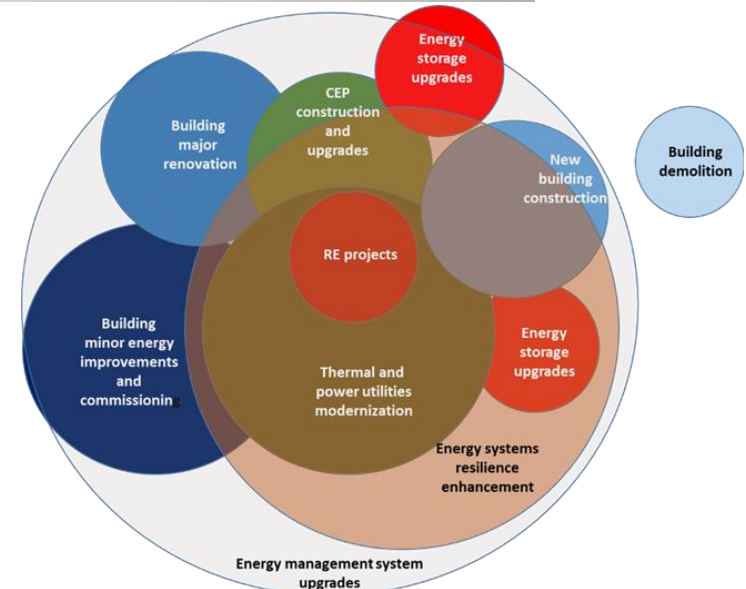 Energy
storage
upgrades
CEP
construction
and
upgrades
Building
major
renovation
New
building
construction
Building
demolition
RE projects
Building
minor energy
improvements
and
commissioning
Energy
storage
upgrades
Thermal and
power utilities
modernization
Energy systems
resilience
enhancement
Energy management system
upgrades